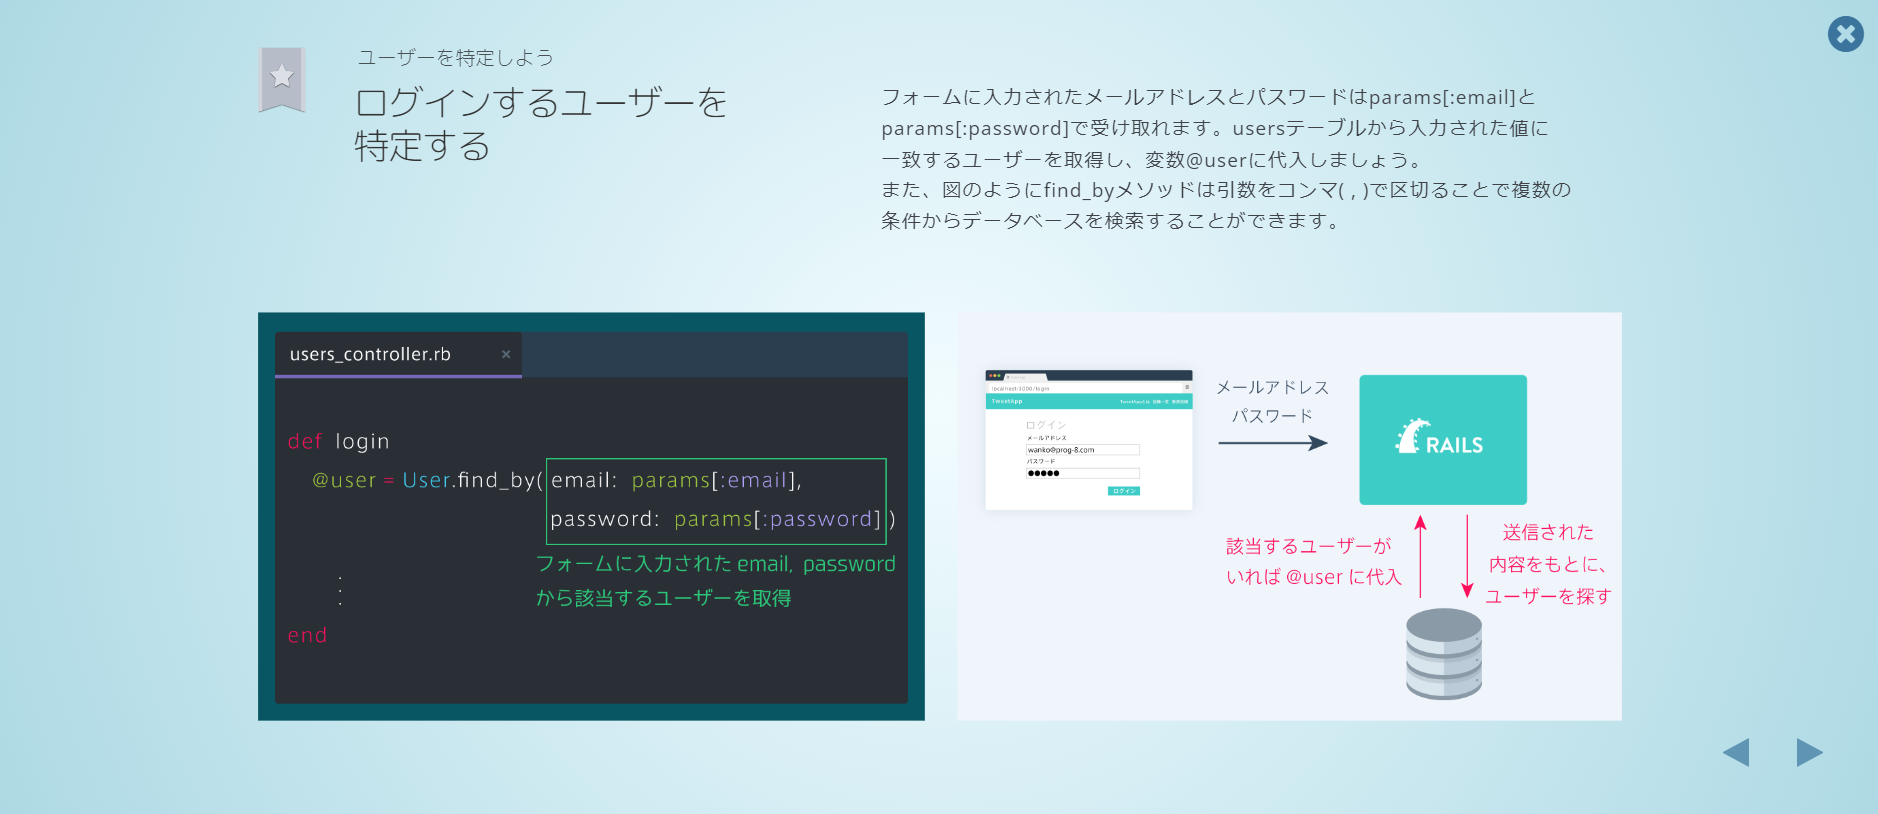 ユーザーを特定しよう
ログインするユーザーを
特定する
フォームに入力されたメールアドレスとパスワードはparams[:email]と
params[:password]で受け取れます。usersテーブルから入力された値に
一致するユーザーを取得し、変数@userに代入しましょう。
また、図のようにfind_byメソッドは引数をコンマ( , )で区切ることで複数の
条件からデータベースを検索することができます。
users_controller.rb ×
def login
@user = User.find_by( email: params[:email],
password: params[:password] )
フォームに入力された email, password
から該当するユーザーを取得
end
localhost:3000/login
TweetApp
ログイン
メールアドレス
wanko@prog-8.com
パスワード
●●●●●
ログイン
メールアドレス
パスワード
RAILS
該当するユーザーが
いれば @user に代入
送信された
内容をもとに、
ユーザーを探す